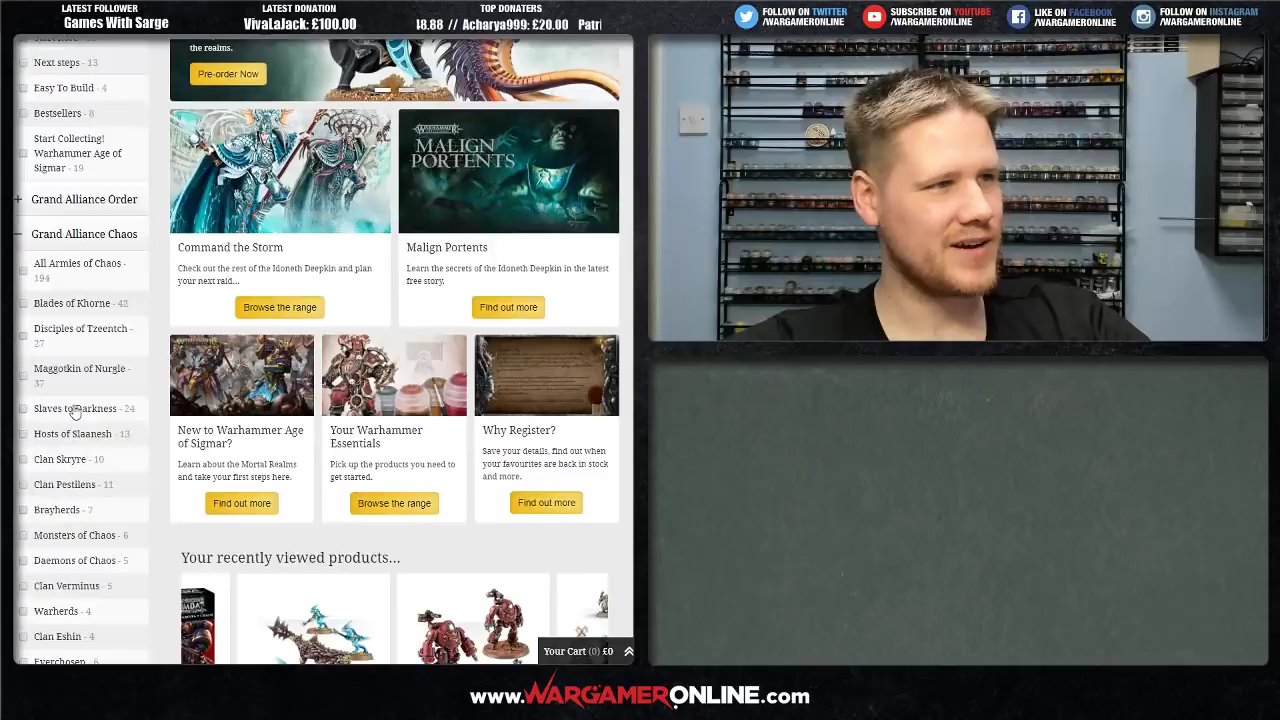 LATEST FOLLOWER
Games With Sarge
LATEST DONATION
VivaLaJack: £100.00
TOP DONATERS
18.88 // Acharya999: £20.00 Patri
FOLLOW ON TWITTER
/WARGAMERONLINE
SUBSCRIBE ON YOUTUBE
/WARGAMERONLINE
LIKE ON FACEBOOK
/WARGAMERONLINE
FOLLOW ON INSTAGRAM
/WARGAMERONLINE
Next steps - 13
Easy To Build - 4
Bestsellers - 8
Start Collecting!
Warhammer Age of
Sigmar - 19
+ Grand Alliance Order
− Grand Alliance Chaos
All Armies of Chaos -
194
Blades of Khorne - 42
Disciples of Tzeentch -
27
Maggotkin of Nurgle -
37
Slaves to Darkness - 24
Hosts of Slaanesh - 13
Clan Skryre - 10
Clan Pestilens - 11
Brayherds - 7
Monsters of Chaos - 6
Daemons of Chaos - 5
Clan Verminus - 5
Warherds - 4
Clan Eshin - 4
Everchosen - 6
the realms.
Pre-order Now
Command the Storm
Check out the rest of the Idoneth Deepkin and plan
your next raid...
Browse the range
WARHAMMER
MALIGN
PORTENTS
Malign Portents
Learn the secrets of the Idoneth Deepkin in the latest
free story.
Find out more
New to Warhammer Age
of Sigmar?
Learn about the Mortal Realms
and take your first steps here.
Find out more
Your Warhammer
Essentials
Pick up the products you need to
get started.
Browse the range
Why Register?
Save your details, find out when
your favourites are back in stock
and more.
Find out more
Your recently viewed products...
Your Cart (0) £0
www.WARGAMERONLINE.com